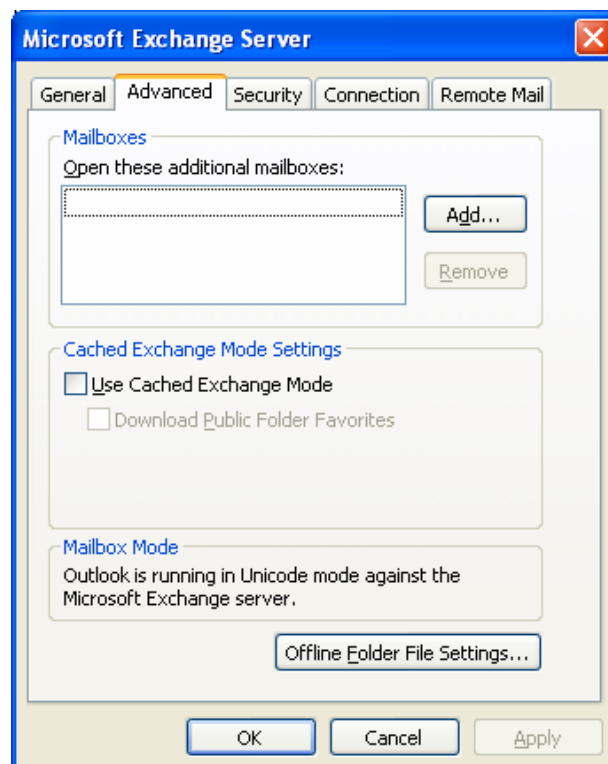 Microsoft Exchange Server
General Advanced Security Connection Remote Mail
Mailboxes
Open these additional mailboxes:
Add...
Remove
Cached Exchange Mode Settings
Use Cached Exchange Mode
Download Public Folder Favorites
Mailbox Mode
Outlook is running in Unicode mode against the
Microsoft Exchange server.
Offline Folder File Settings...
OK Cancel Apply